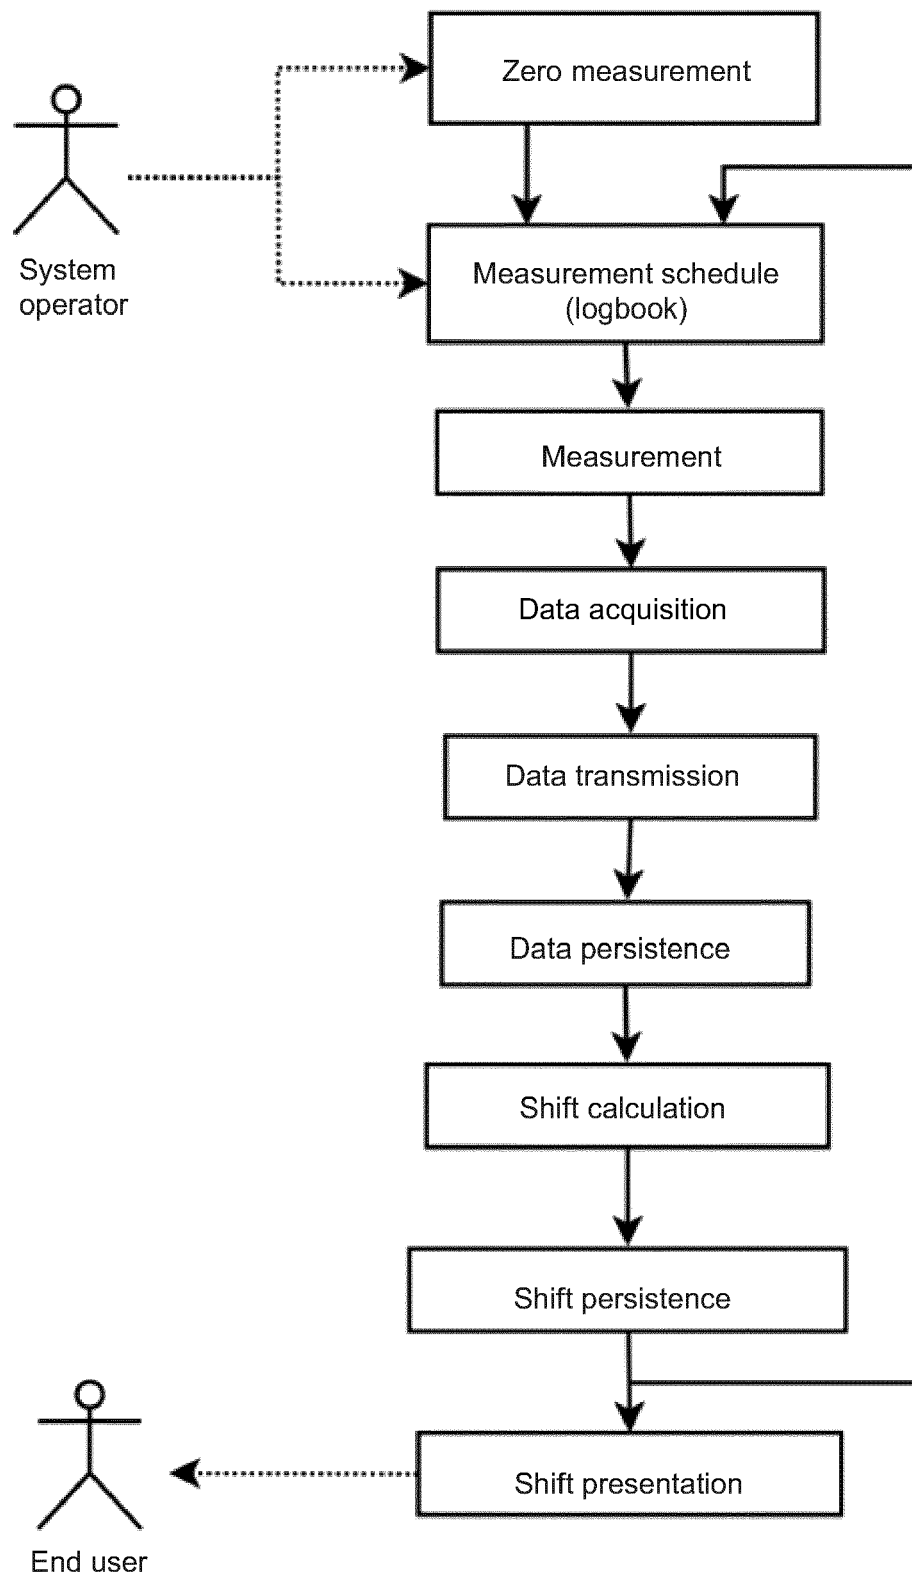 Zero measurement
System
operator
Measurement schedule
(logbook)
Measurement
Data acquisition
Data transmission
Data persistence
Shift calculation
Shift persistence
Shift presentation
End user